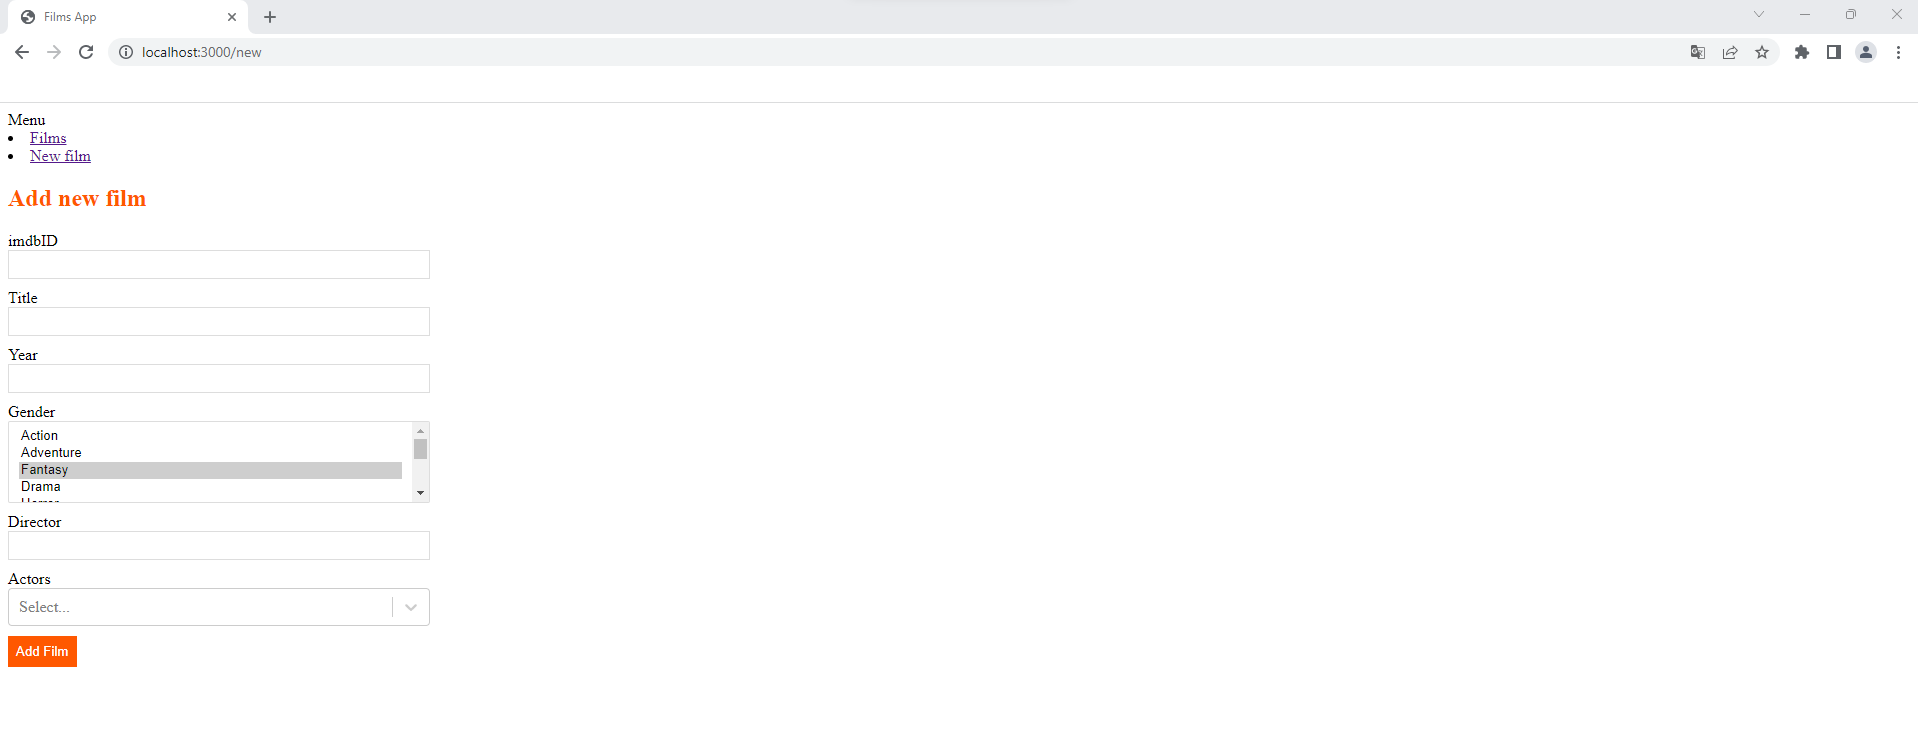 Films App
localhost:3000/new
Menu
Films
New film
Add new film
imdbID
Title
Year
Gender
Action
Adventure
Fantasy
Drama
Director
Actors
Select...
Add Film